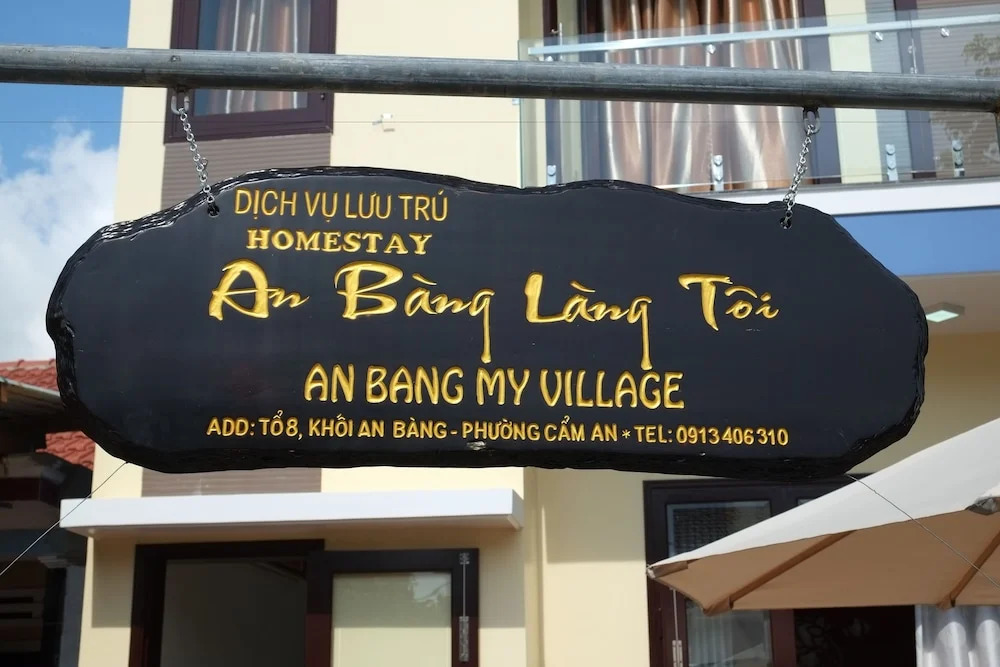 DỊCH VỤ LƯU TRÚ
HOMESTAY
An Bàng Làng Tôi
AN BANG MY VILLAGE
ADD: TỔ 8, KHỐI AN BÀNG - PHƯỜNG CẨM AN * TEL: 0913 406 310